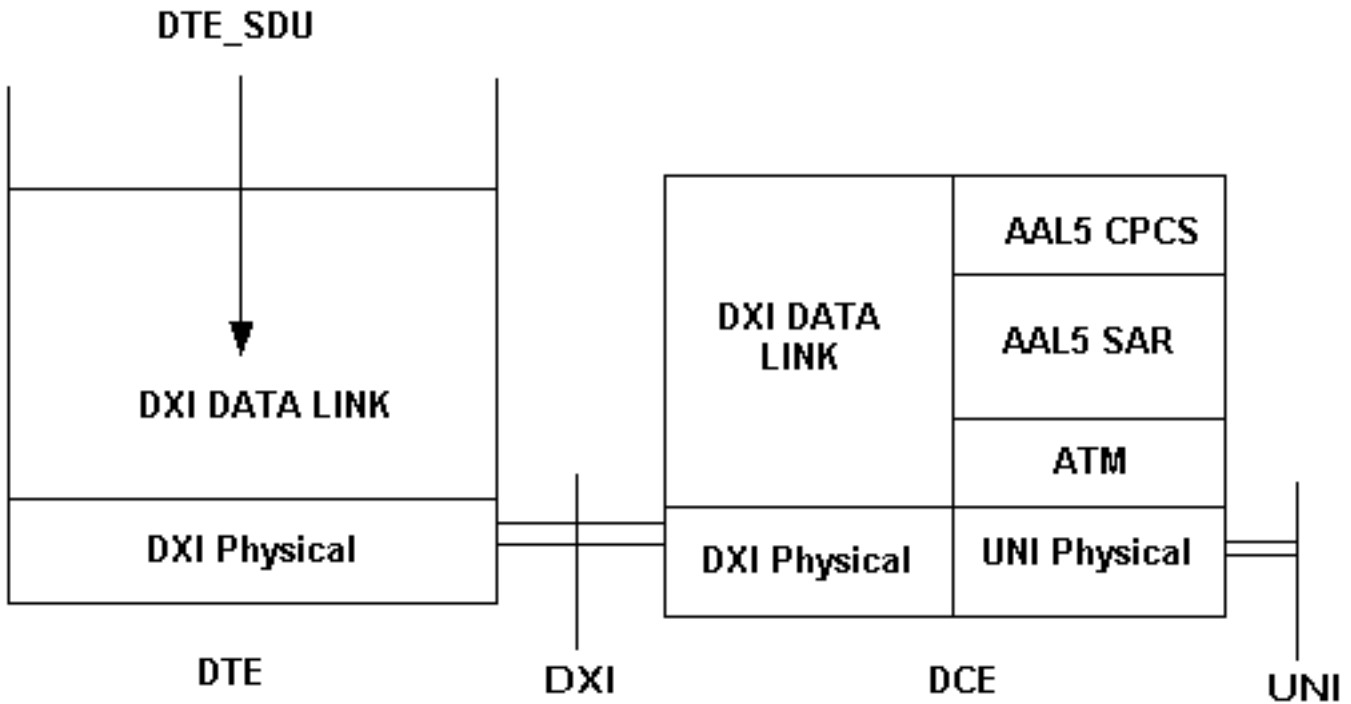 DTE_SDU
DXI DATA LINK
DXI Physical
DTE
DXI
DXI DATA
LINK
AAL5 CPCS
AAL5 SAR
ATM
DXI Physical
UNI Physical
DCE
UNI